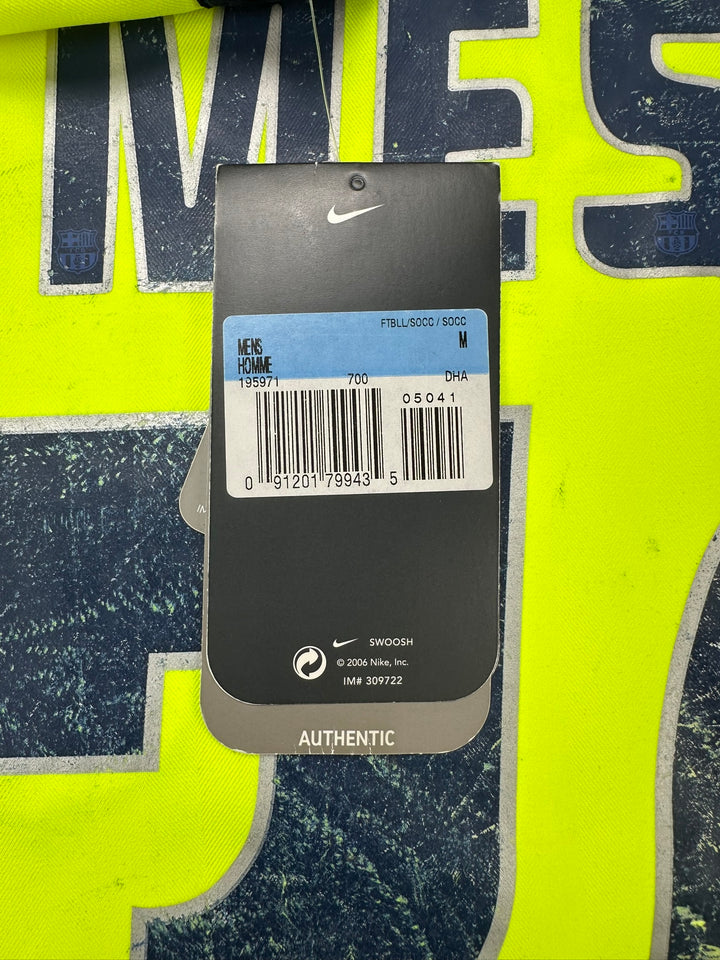 MES
FTBLL/SOCC / SOCC
MENS M
HOMME
195971 700 DHA
05041
0 91201 79943 5
SWOOSH
© 2006 Nike, Inc.
IM# 309722
AUTHENTIC